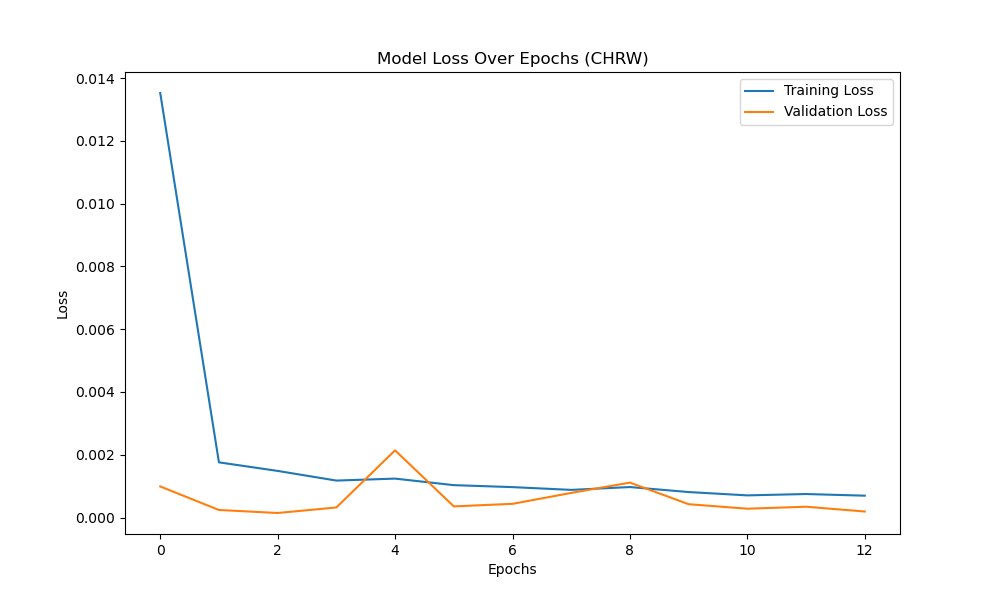 Model Loss Over Epochs (CHRW)
Training Loss
Validation Loss
0.014
0.012
0.010
0.008
0.006
0.004
0.002
0.000
Loss
0 2 4 6 8 10 12
Epochs